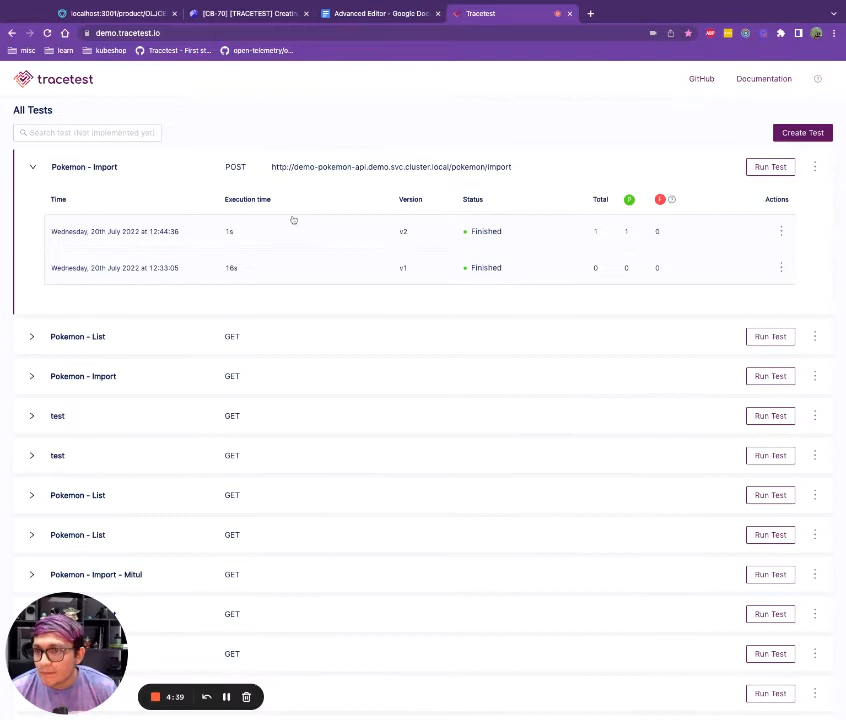 localhost:3001/product/OLJCE
[CB-70] [TRACETEST] Creatin
Advanced Editor - Google Doc
Tracetest
demo.tracetest.io
misc
learn
kubeshop
Tracetest - First st...
open-telemetry/o...
tracetest
GitHub
Documentation
All Tests
Search test (not implemented yet)
Create Test
Pokemon - Import
POST
http://demo-pokemon-api.demo.svc.cluster.local/pokemon/import
Run Test
Time
Execution time
Version
Status
Total
P
F
Actions
Wednesday, 20th July 2022 at 12:44:36
1s
v2
Finished
1
1
0
Wednesday, 20th July 2022 at 12:33:05
16s
v1
Finished
0
0
0
Pokemon - List
GET
Run Test
Pokemon - Import
GET
Run Test
test
GET
Run Test
test
GET
Run Test
Pokemon - List
GET
Run Test
Pokemon - List
GET
Run Test
Pokemon - Import - Mitul
GET
Run Test
GET
Run Test
GET
Run Test
Run Test
4:39